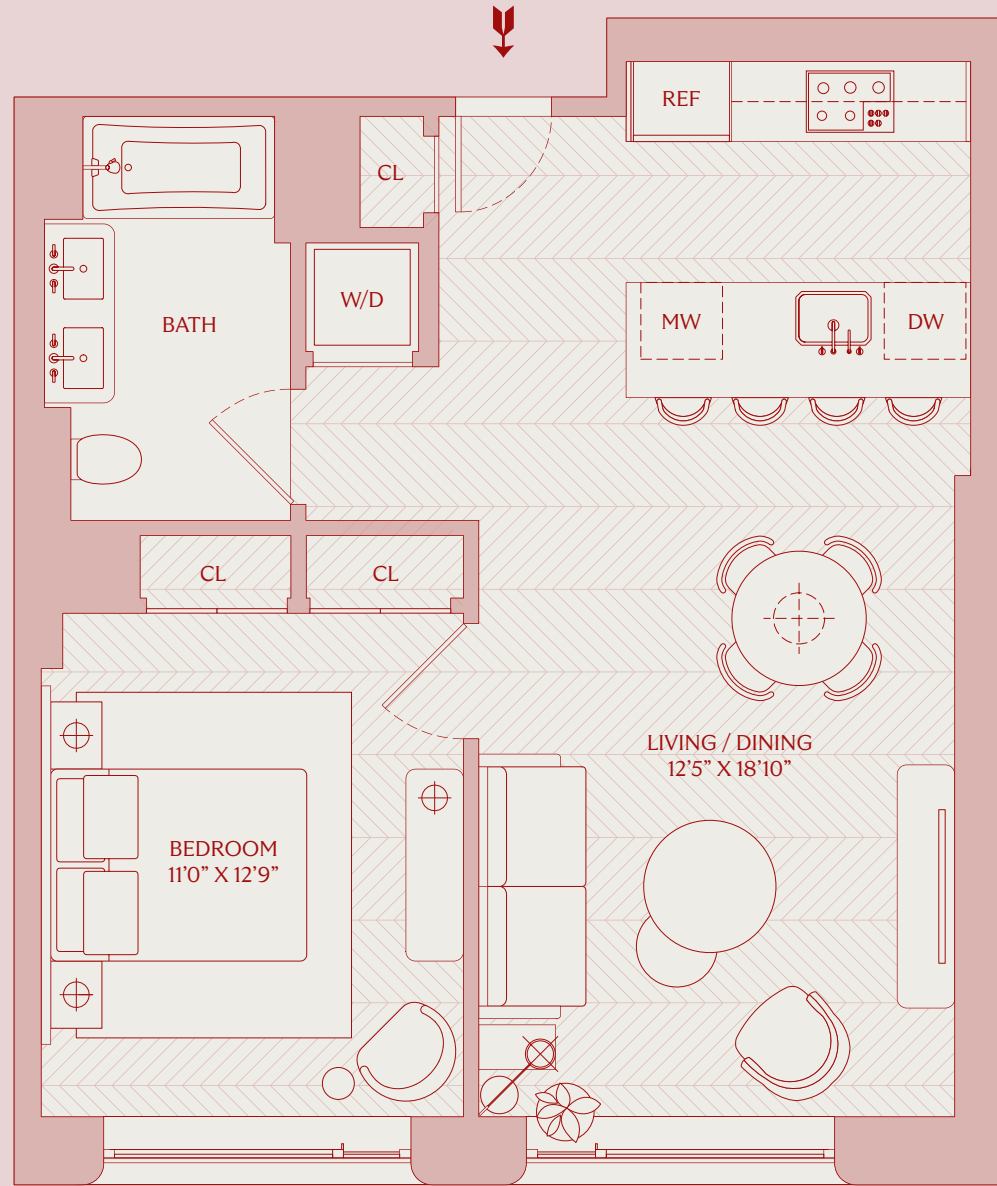 REF
CL
W/D
BATH
MW
DW
CL
CL
LIVING / DINING
12'5” X 18'10”
BEDROOM
11'0” X 12'9”